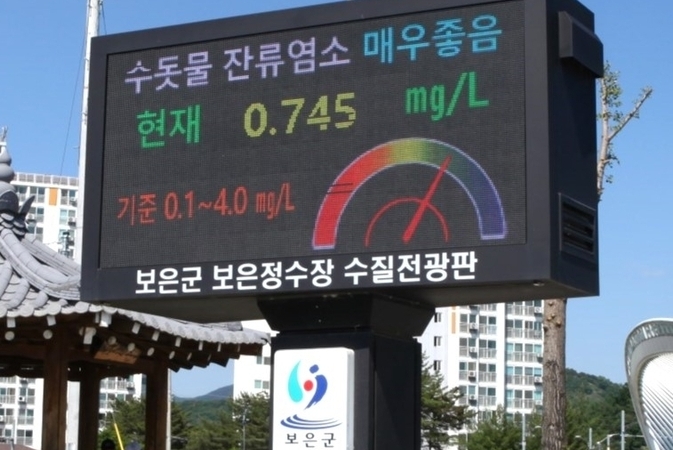 수돗물 잔류염소 매우좋음
현재 0.745 mg/L
기준 0.1~4.0 mg/L
보은군 보은정수장 수질전광판
보은군